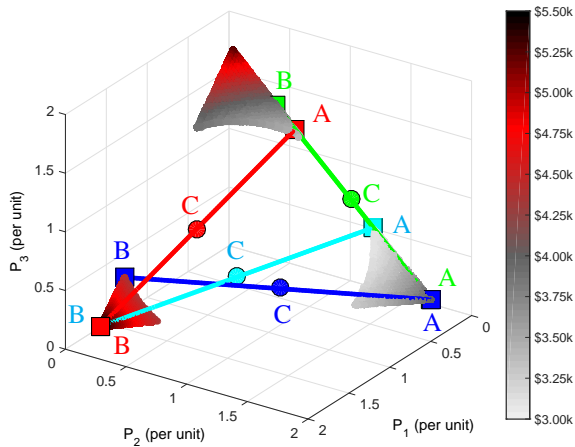 $5.50k
$5.25k
$5.00k
$4.75k
$4.50k
$4.25k
$4.00k
$3.75k
$3.50k
$3.25k
$3.00k
B
A
C
C
A
A
A
B
C
C
B
B
P3 (per unit)
2
1.5
1
0.5
0
P2 (per unit)
0
0.5
1
1.5
2
P1 (per unit)
0
0.5
1
1.5
2